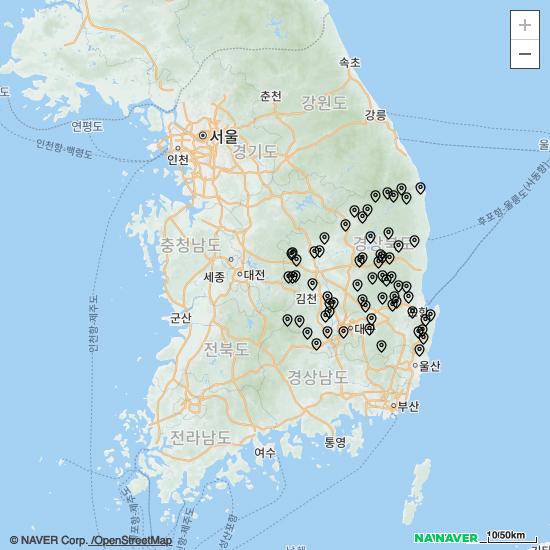 +
−
속초
춘천
강원도
강릉
도
연평도
서울
인천항-백령도
인천
경기도
울
후포항-울릉도(사동항)
경상북도
충청남도
세종
대전
인천항-제주도
김천
포항
군산
대구
전북도
울산
경상남도
부산
전라남도
통영
여수
© NAVER Corp. /OpenStreetMap
NAVER
10/50km